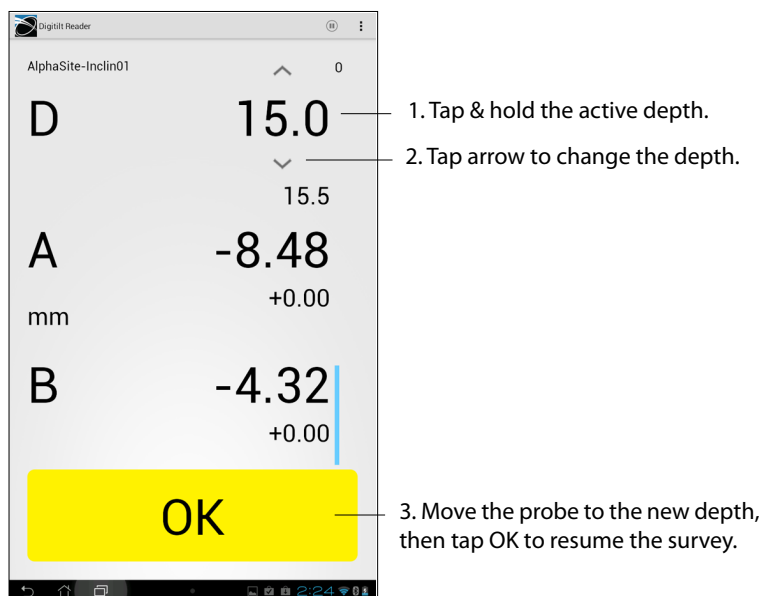 Digitilt Reader
AlphaSite-Inclin01
0
D
15.0
1. Tap & hold the active depth.
2. Tap arrow to change the depth.
15.5
A
-8.48
+0.00
mm
B
-4.32
+0.00
OK
3. Move the probe to the new depth,
then tap OK to resume the survey.
2:24